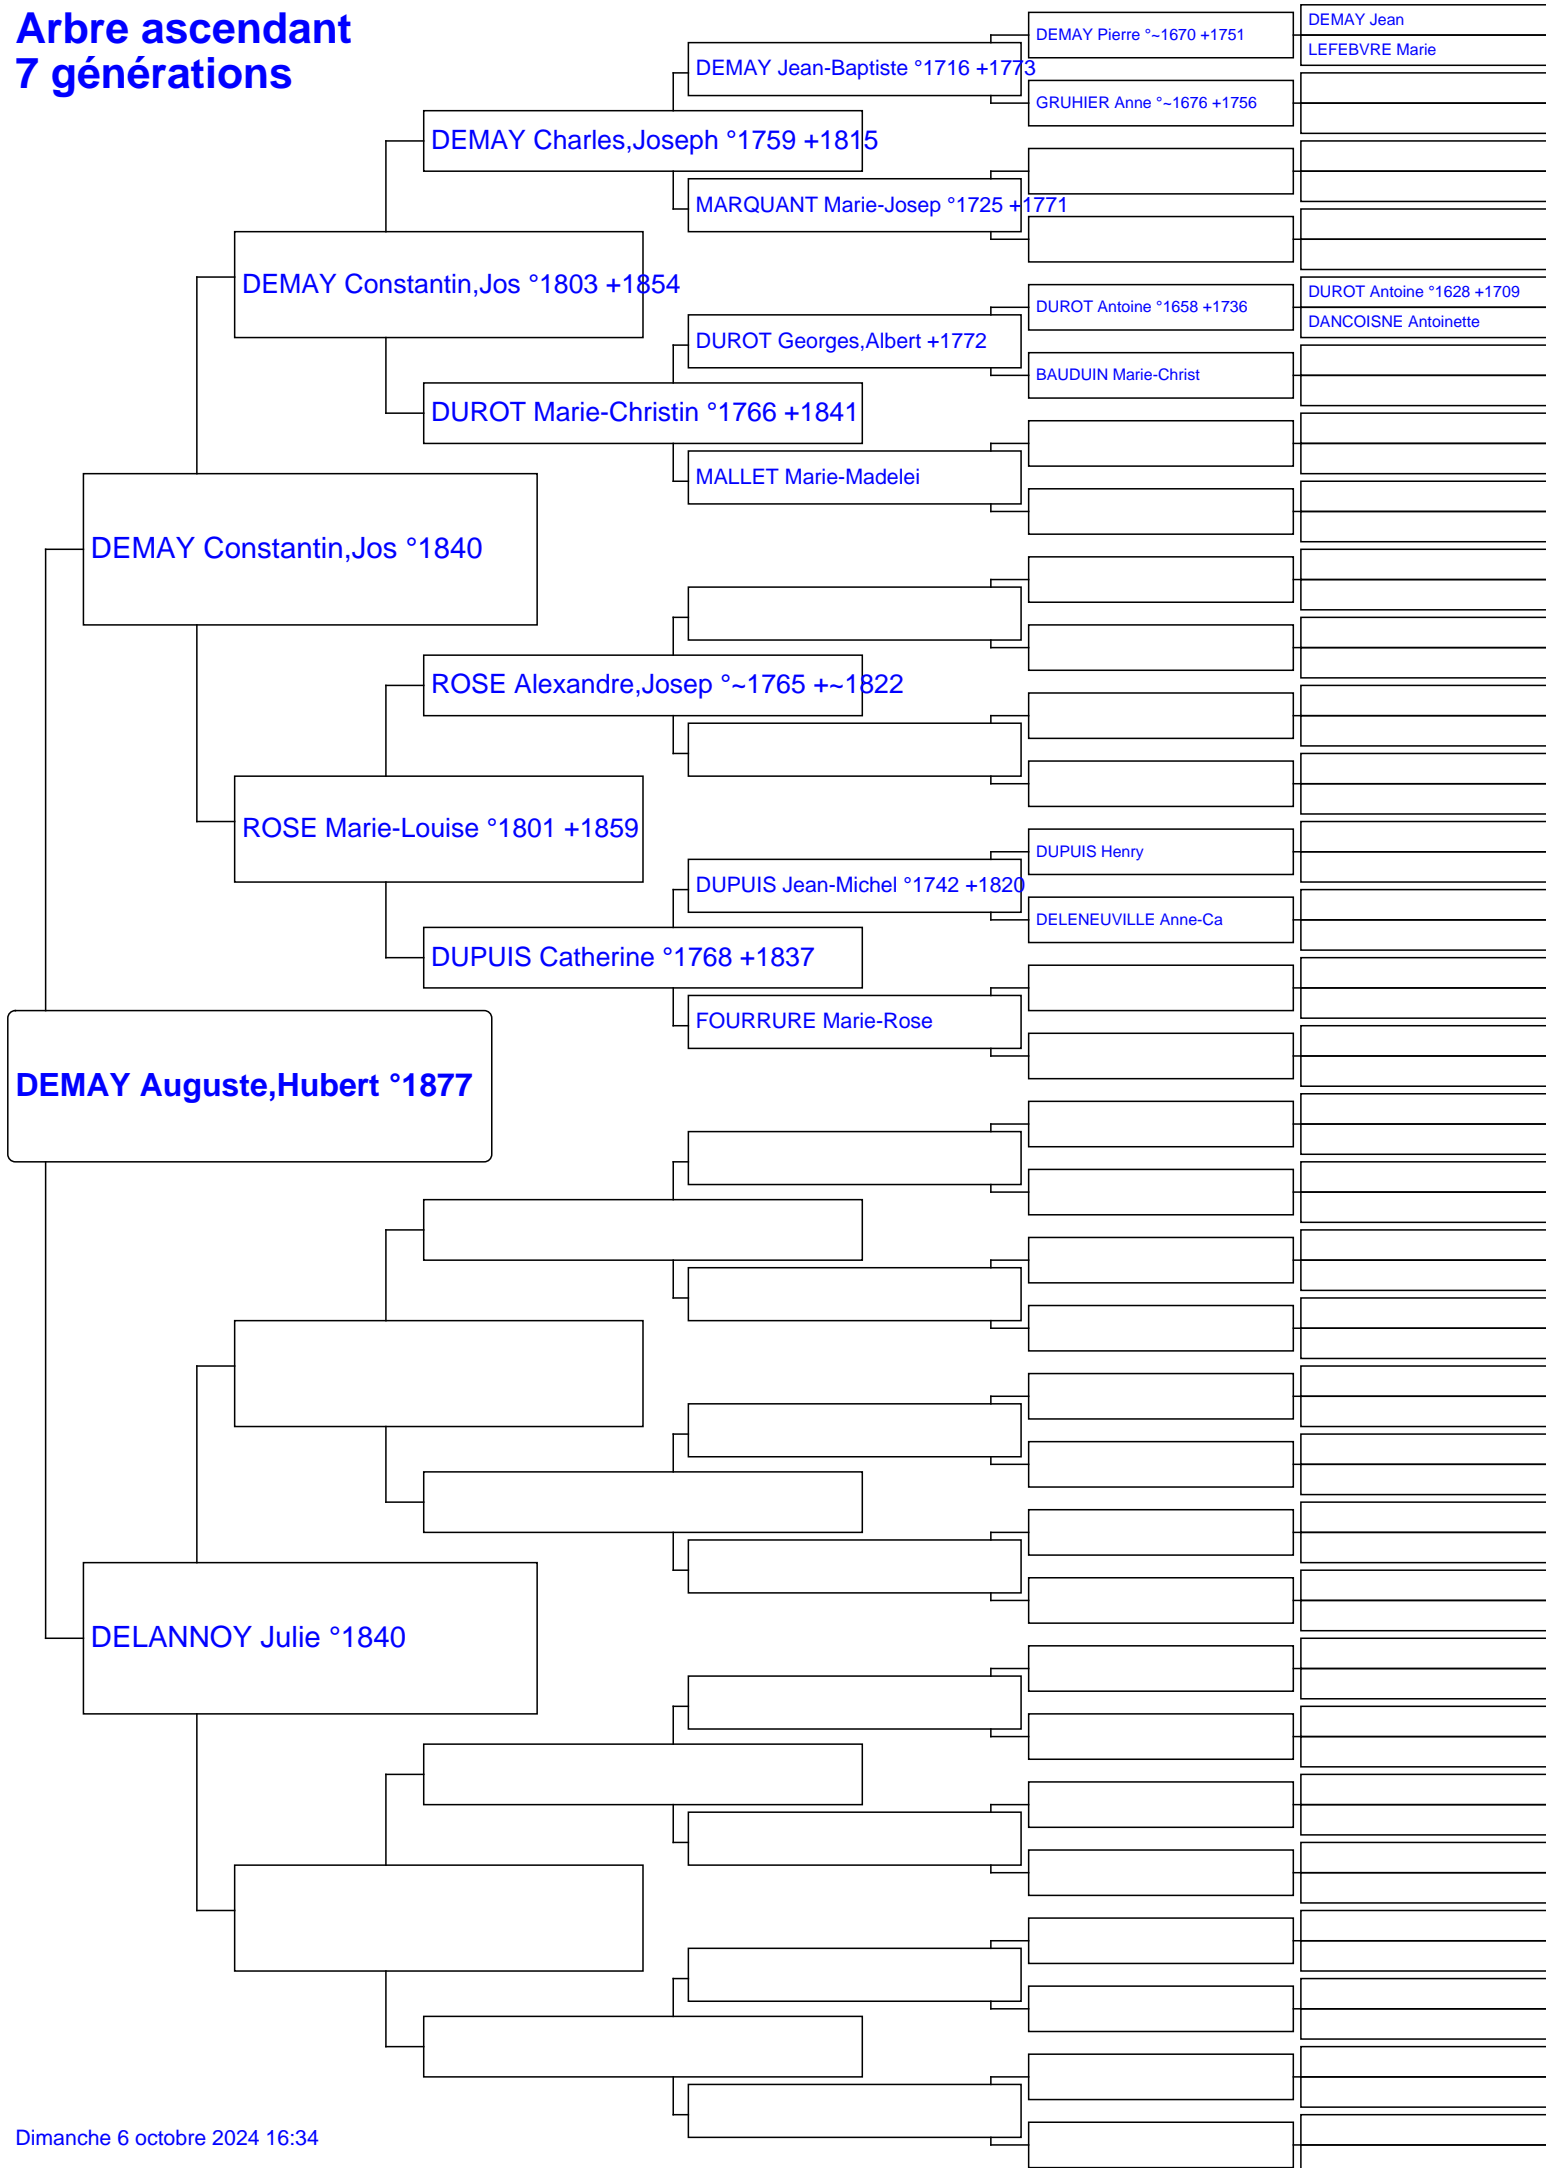 Arbre ascendant
7 générations
DEMAY Jean
DEMAY Pierre °~1670 +1751
LEFEBVRE Marie
DEMAY Jean-Baptiste °1716 +1773
GRUHIER Anne °~1676 +1756
DEMAY Charles,Joseph °1759 +1815
MARQUANT Marie-Josep °1725 +1771
DEMAY Constantin,Jos °1803 +1854
DUROT Antoine °1628 +1709
DUROT Antoine °1658 +1736
DANCOISNE Antoinette
DUROT Georges,Albert +1772
BAUDUIN Marie-Christ
DUROT Marie-Christin °1766 +1841
MALLET Marie-Madelei
DEMAY Constantin,Jos °1840
ROSE Alexandre,Josep °~1765 +~1822
ROSE Marie-Louise °1801 +1859
DUPUIS Henry
DUPUIS Jean-Michel °1742 +1820
DELENEUVILLE Anne-Ca
DUPUIS Catherine °1768 +1837
FOURRURE Marie-Rose
DEMAY Auguste,Hubert °1877
DELANNOY Julie °1840
Dimanche 6 octobre 2024 16:34